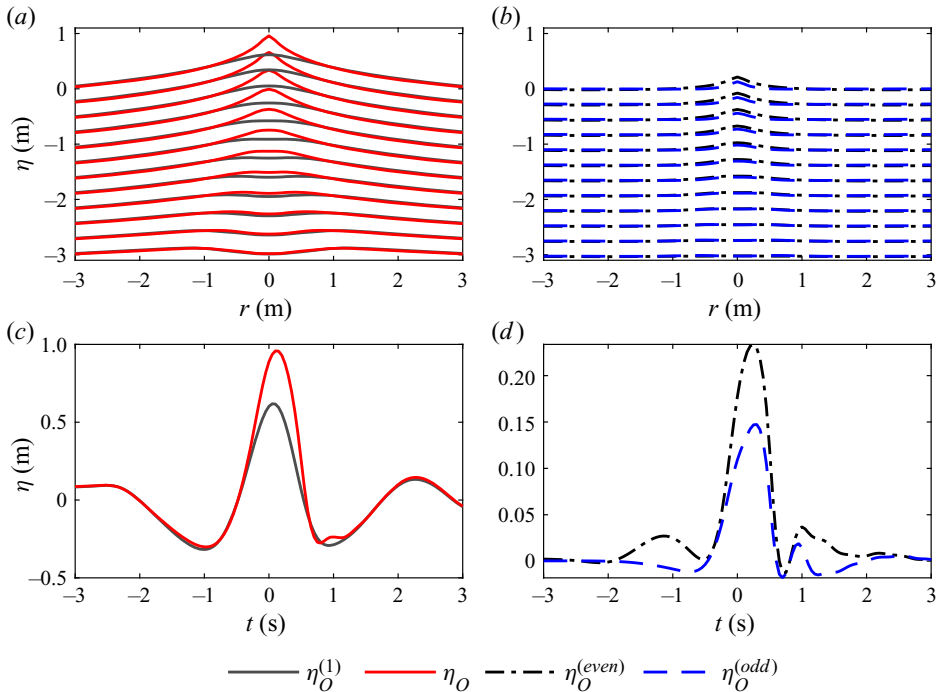 (a) (b)
1 1
0 0
η (m) −1 −1
−2 −2
−3 −3
−3 −2 −1 0 1 2 3 −3 −2 −1 0 1 2 3
r (m) r (m)
(c) (d)
1.0 0.20
0.5 0.15
η (m) 0.10
0 0.05
−0.5 0
−3 −2 −1 0 1 2 3 −3 −2 −1 0 1 2 3
t (s) t (s)
η_O^(1) η_O η_O^(even) η_O^(odd)